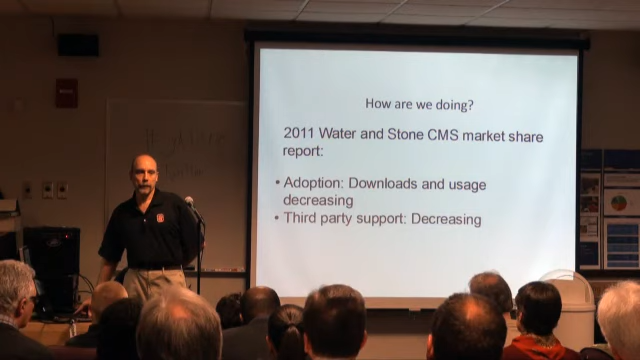 How are we doing?
2011 Water and Stone CMS market share
report:
• Adoption: Downloads and usage
decreasing
• Third party support: Decreasing